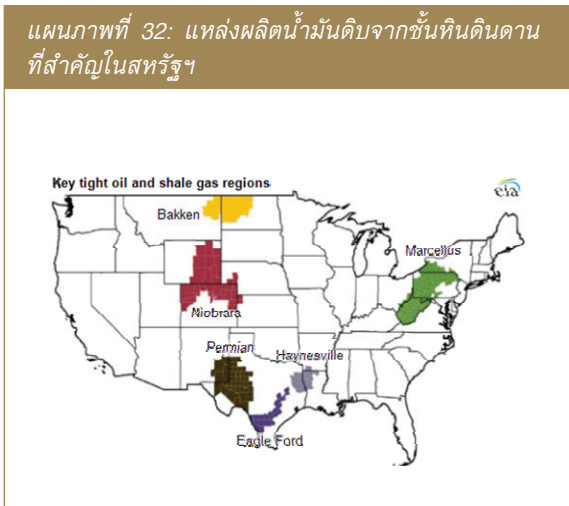 แผนภาพที่ 32: แหล่งผลิตน้ำมันดิบจากชั้นหินดินดาน
ที่สำคัญในสหรัฐฯ
Key tight oil and shale gas regions
eia
Bakken
Marcellus
Niobrara
Permian
Haynesville
Eagle Ford